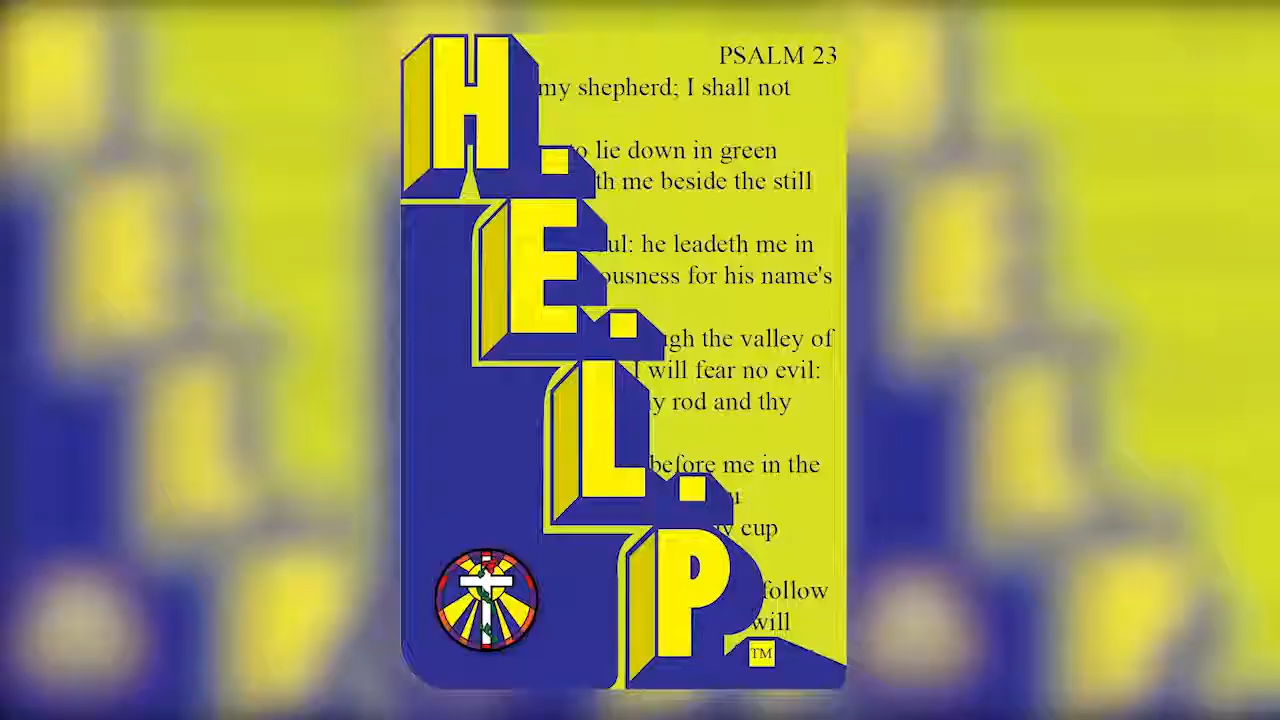 H.E.L.P.
TM
PSALM 23
my shepherd; I shall not
to lie down in green
th me beside the still
ul: he leadeth me in
ousness for his name's
gh the valley of
I will fear no evil:
y rod and thy
before me in the
u
y cup
follow
will